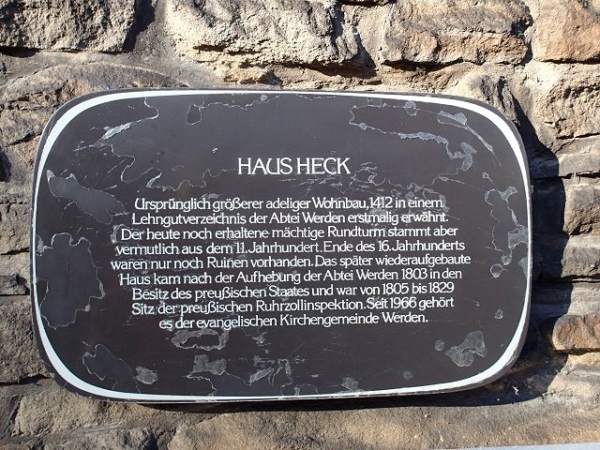 HAUS HECK
Ursprünglich größerer adeliger Wohnbau, 1412 in einem
Lehngutverzeichnis der Abtei Werden erstmalig erwähnt.
Der heute noch erhaltene mächtige Rundturm stammt aber
vermutlich aus dem 11. Jahrhundert. Ende des 16. Jahrhunderts
waren nur noch Ruinen vorhanden. Das später wiederaufgebaute
Haus kam nach der Aufhebung der Abtei Werden 1803 in den
Besitz des preußischen Staates und war von 1805 bis 1829
Sitz der preußischen Ruhrzollinspektion. Seit 1966 gehört
es der evangelischen Kirchengemeinde Werden.